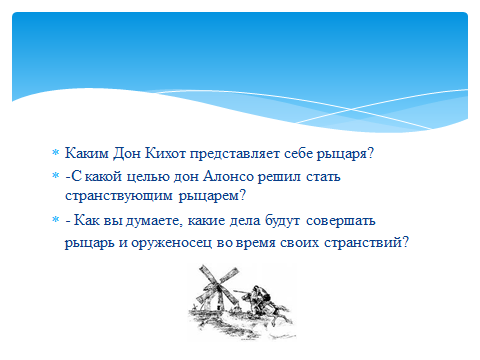 * Каким Дон Кихот представляет себе рыцаря?
* -С какой целью дон Алонсо решил стать
странствующим рыцарем?
* - Как вы думаете, какие дела будут совершать
рыцарь и оруженосец во время своих странствий?